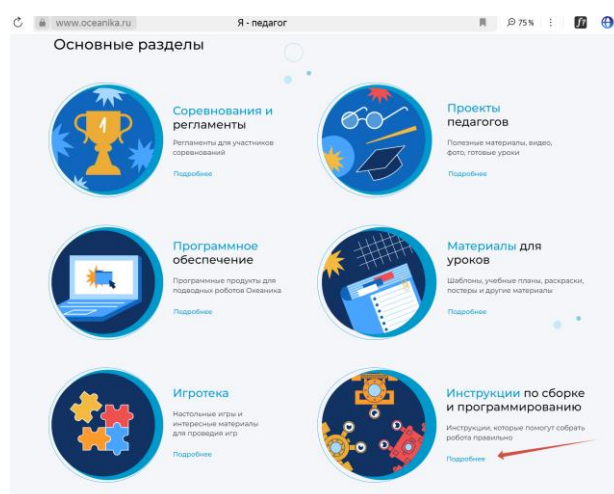 www.oceanika.ru
Я - педагог
75 %
Основные разделы
Соревнования и
регламенты
Регламенты для участников
соревнований
Подробнее
Проекты
педагогов
Полезные материалы, видео,
фото, готовые уроки
Подробнее
Программное
обеспечение
Программные продукты для
подводных роботов Океаника
Подробнее
Материалы для
уроков
Шаблоны, учебные планы, раскраски,
постеры и другие материалы
Подробнее
Игротека
Настольные игры и
интересные материалы
для проведия игр
Подробнее
Инструкции по сборке
и программированию
Инструкции, которые помогут собрать
робота правильно
Подробнее